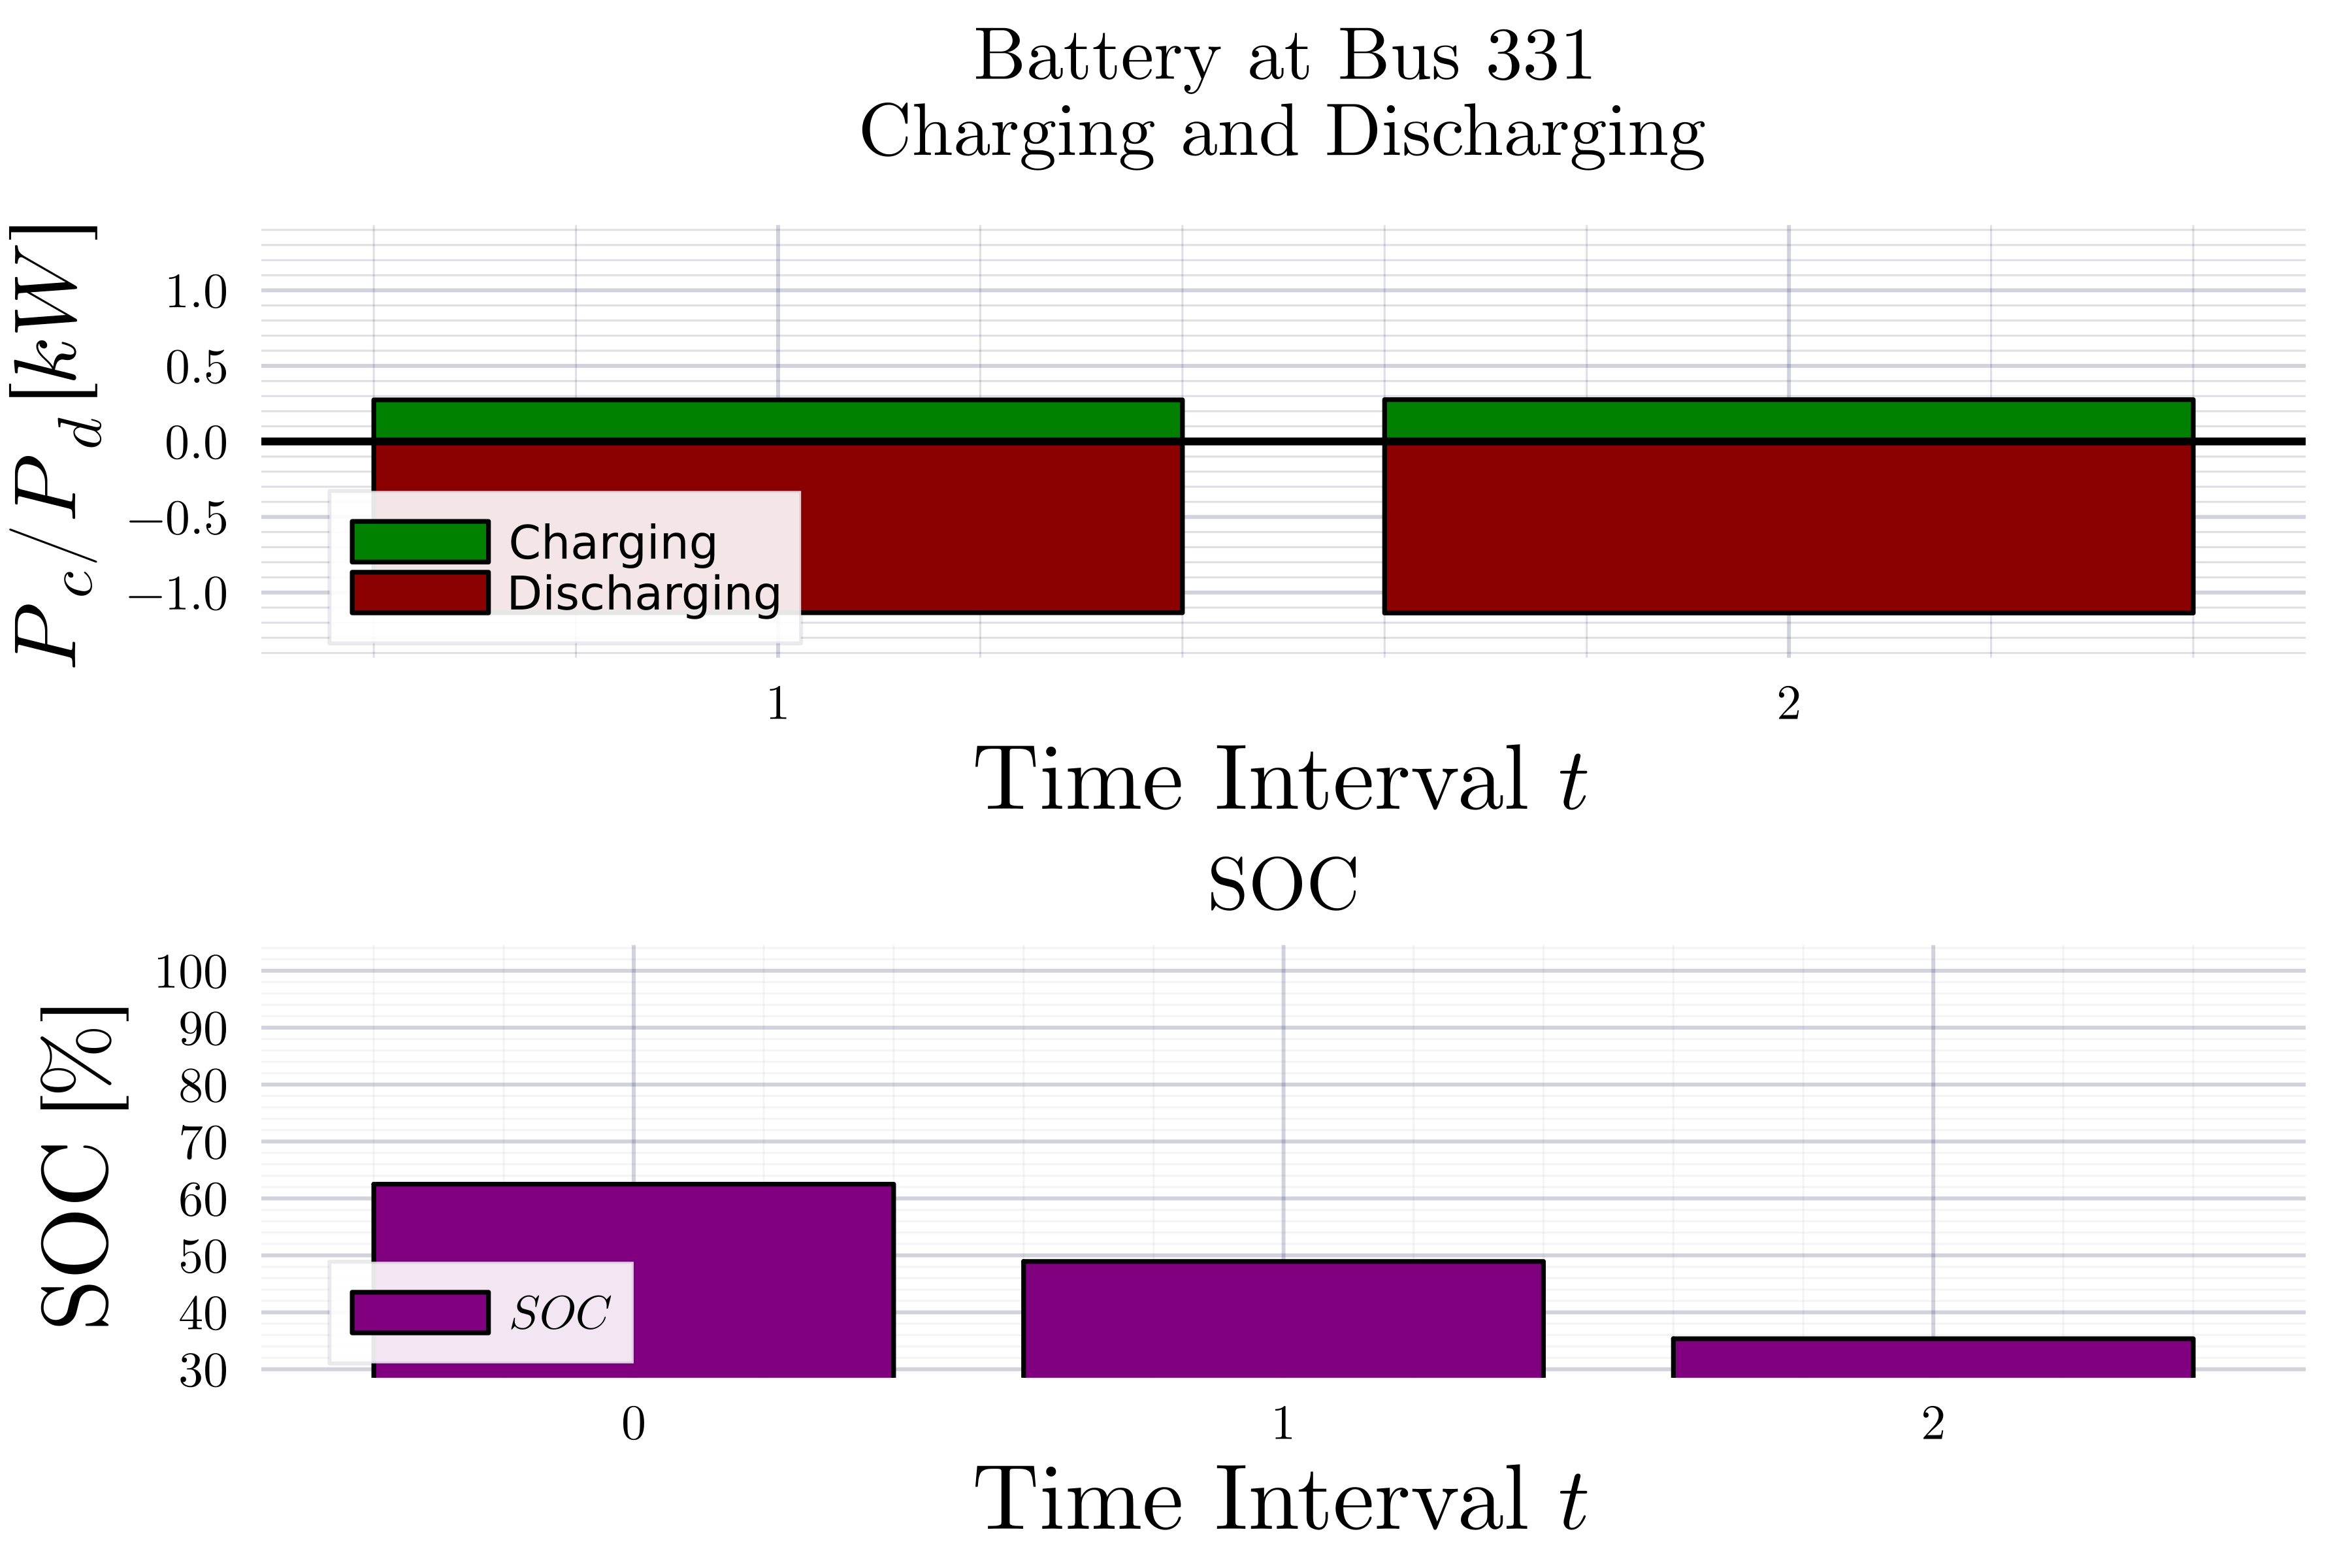 Battery at Bus 331
Charging and Discharging
P_c/P_d [kW]
1.0
0.5
0.0
−0.5
−1.0
Charging
Discharging
1
2
Time Interval t
SOC
SOC [%]
100
90
80
70
60
50
40
30
SOC
0
1
2
Time Interval t